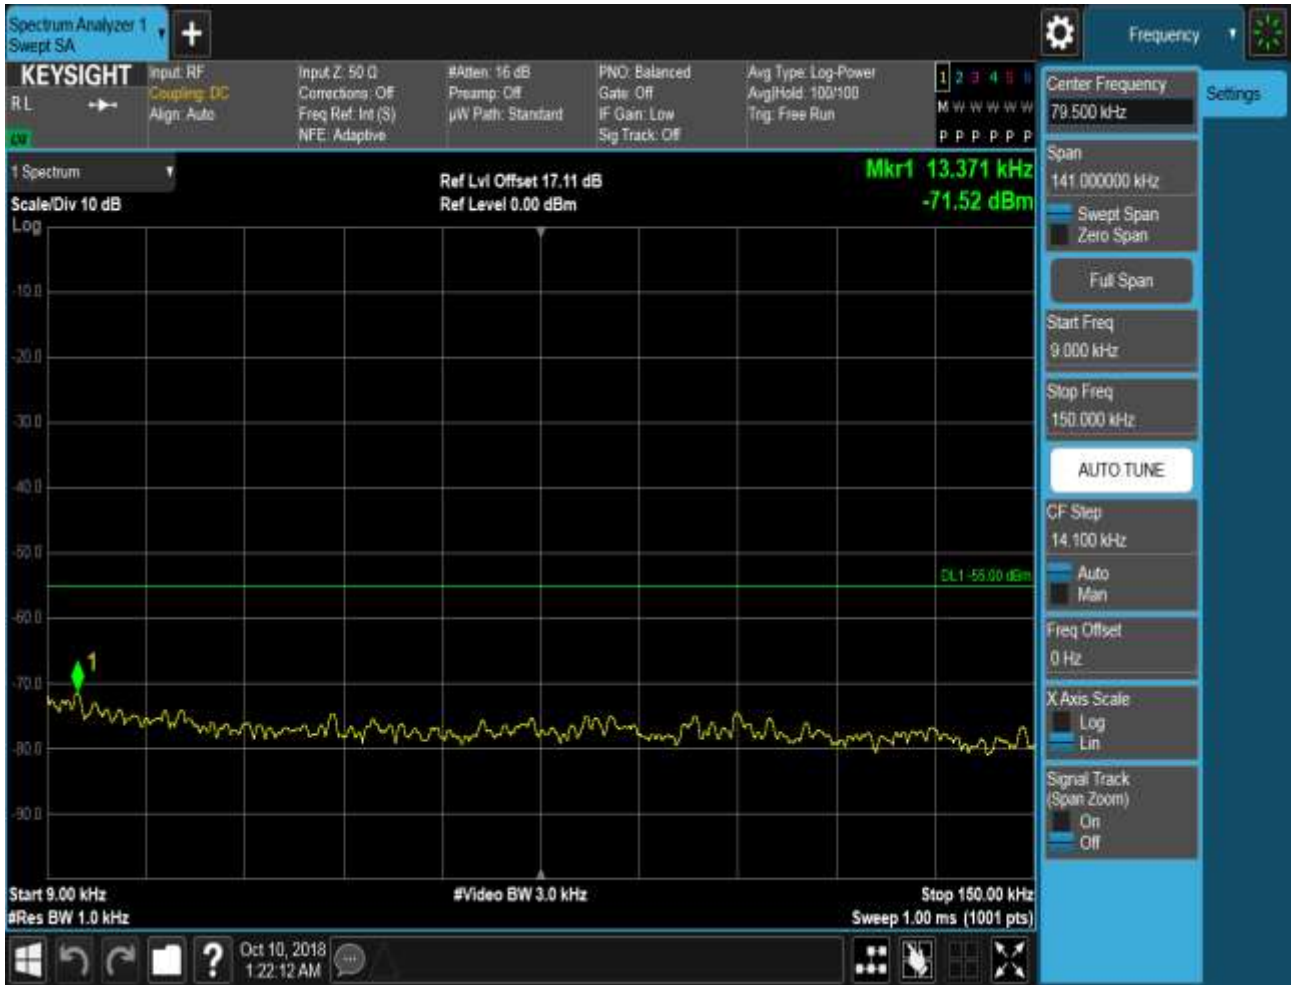 Spectrum Analyzer 1
Swept SA
+
Frequency
KEYSIGHT
RL
Input: RF
Coupling: DC
Align: Auto
Input Z: 50 Ω
Corrections: Off
Freq Ref: Int (S)
NFE: Adaptive
#Atten: 16 dB
Preamp: Off
µW Path: Standard
PNO: Balanced
Gate: Off
IF Gain: Low
Sig Track: Off
Avg Type: Log-Power
Avg|Hold: 100/100
Trig: Free Run
1 2 3 4 5 6
M W W W W W
P P P P P P
1 Spectrum
Scale/Div 10 dB
Log
Ref Lvl Offset 17.11 dB
Ref Level 0.00 dBm
Mkr1 13.371 kHz
-71.52 dBm
-10.0
-20.0
-30.0
-40.0
-50.0
-60.0
-70.0
-80.0
-90.0
DL1 -55.00 dBm
1
Start 9.00 kHz
#Res BW 1.0 kHz
#Video BW 3.0 kHz
Stop 150.00 kHz
Sweep 1.00 ms (1001 pts)
Center Frequency
79.500 kHz
Settings
Span
141.000000 kHz
Swept Span
Zero Span
Full Span
Start Freq
9.000 kHz
Stop Freq
150.000 kHz
AUTO TUNE
CF Step
14.100 kHz
Auto
Man
Freq Offset
0 Hz
X Axis Scale
Log
Lin
Signal Track
(Span Zoom)
On
Off
?
Oct 10, 2018
1:22:12 AM